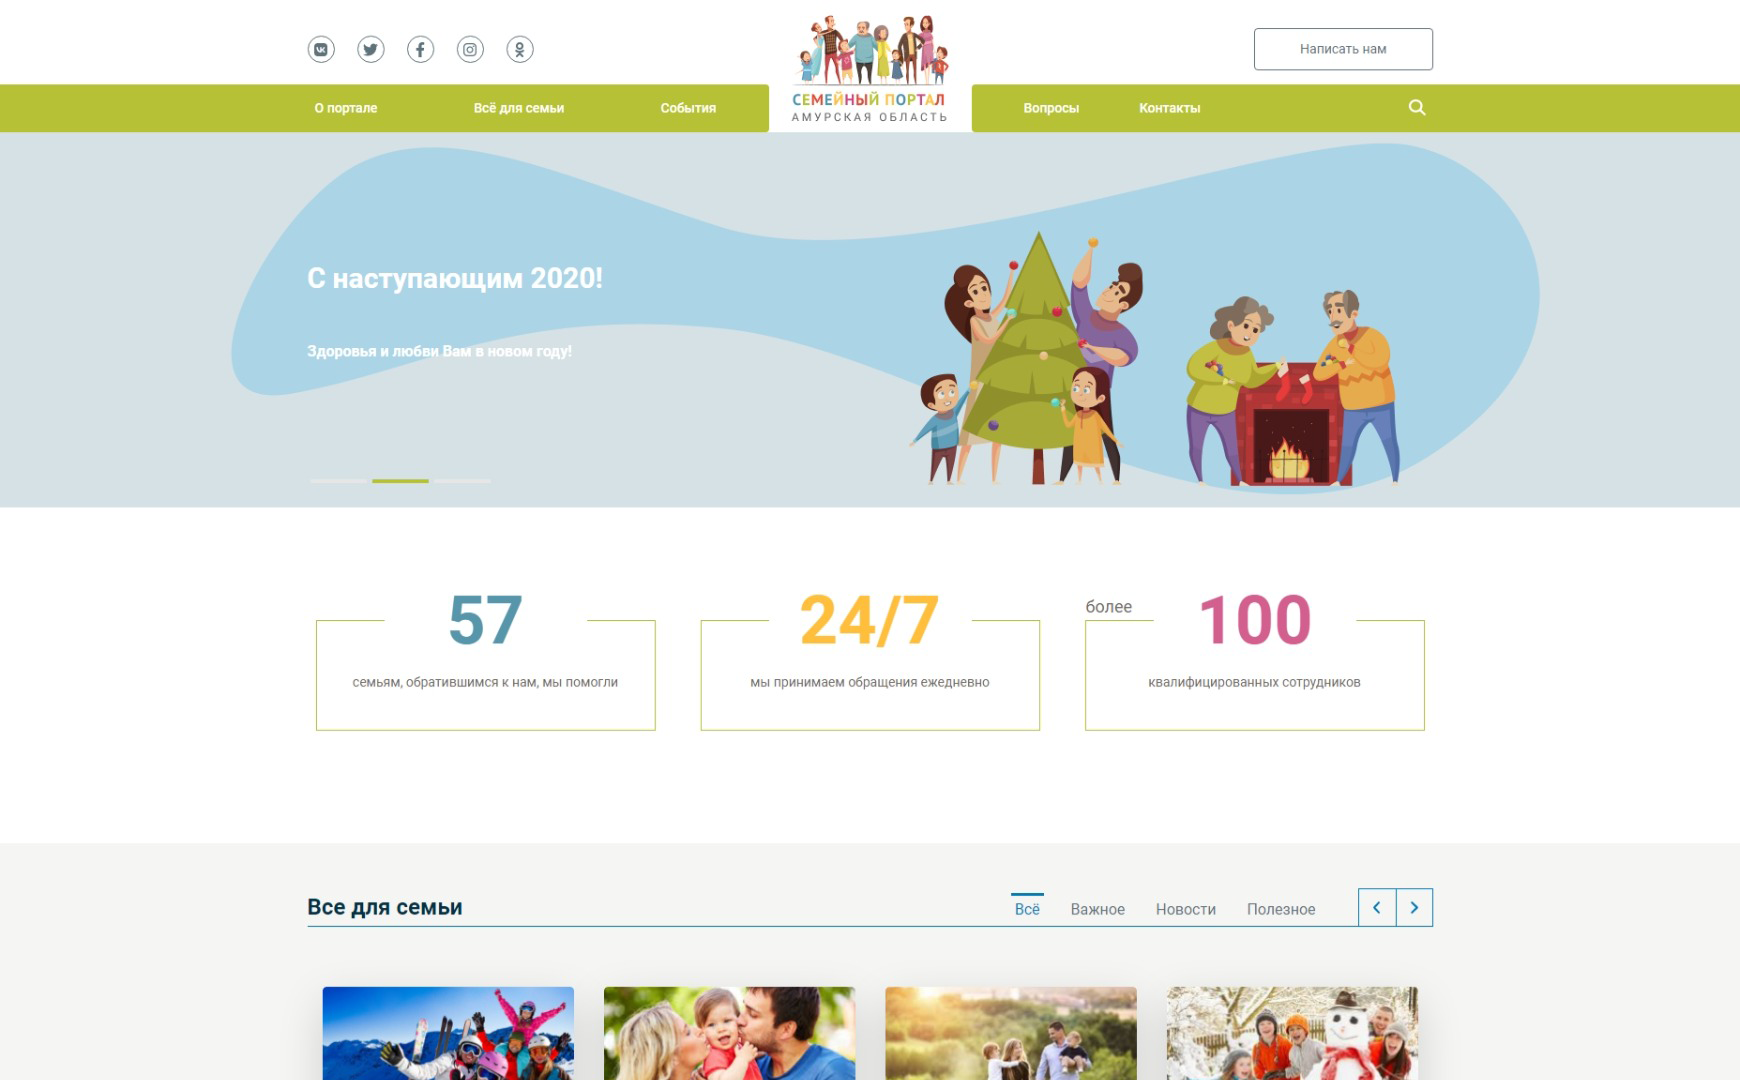 Написать нам
СЕМЕЙНЫЙ ПОРТАЛ
АМУРСКАЯ ОБЛАСТЬ
О портале
Всё для семьи
События
Вопросы
Контакты
С наступающим 2020!
Здоровья и любви Вам в новом году!
57
семьям, обратившимся к нам, мы помогли
24/7
мы принимаем обращения ежедневно
более 100
квалифицированных сотрудников
Все для семьи
Всё
Важное
Новости
Полезное